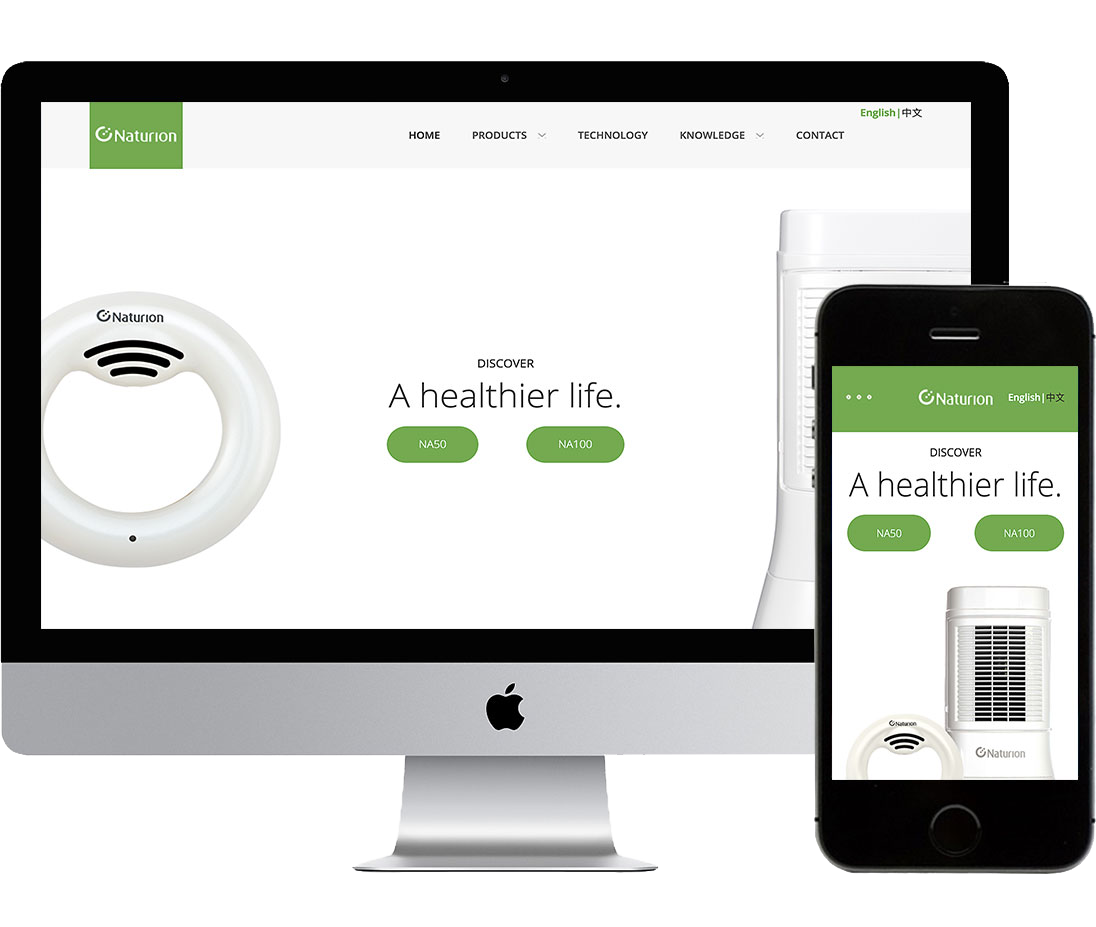 English|中文
Naturion
HOME PRODUCTS TECHNOLOGY KNOWLEDGE CONTACT
Naturion
DISCOVER
A healthier life.
NA50 NA100
Naturion English|中文
DISCOVER
A healthier life.
NA50 NA100
Naturion
Naturion